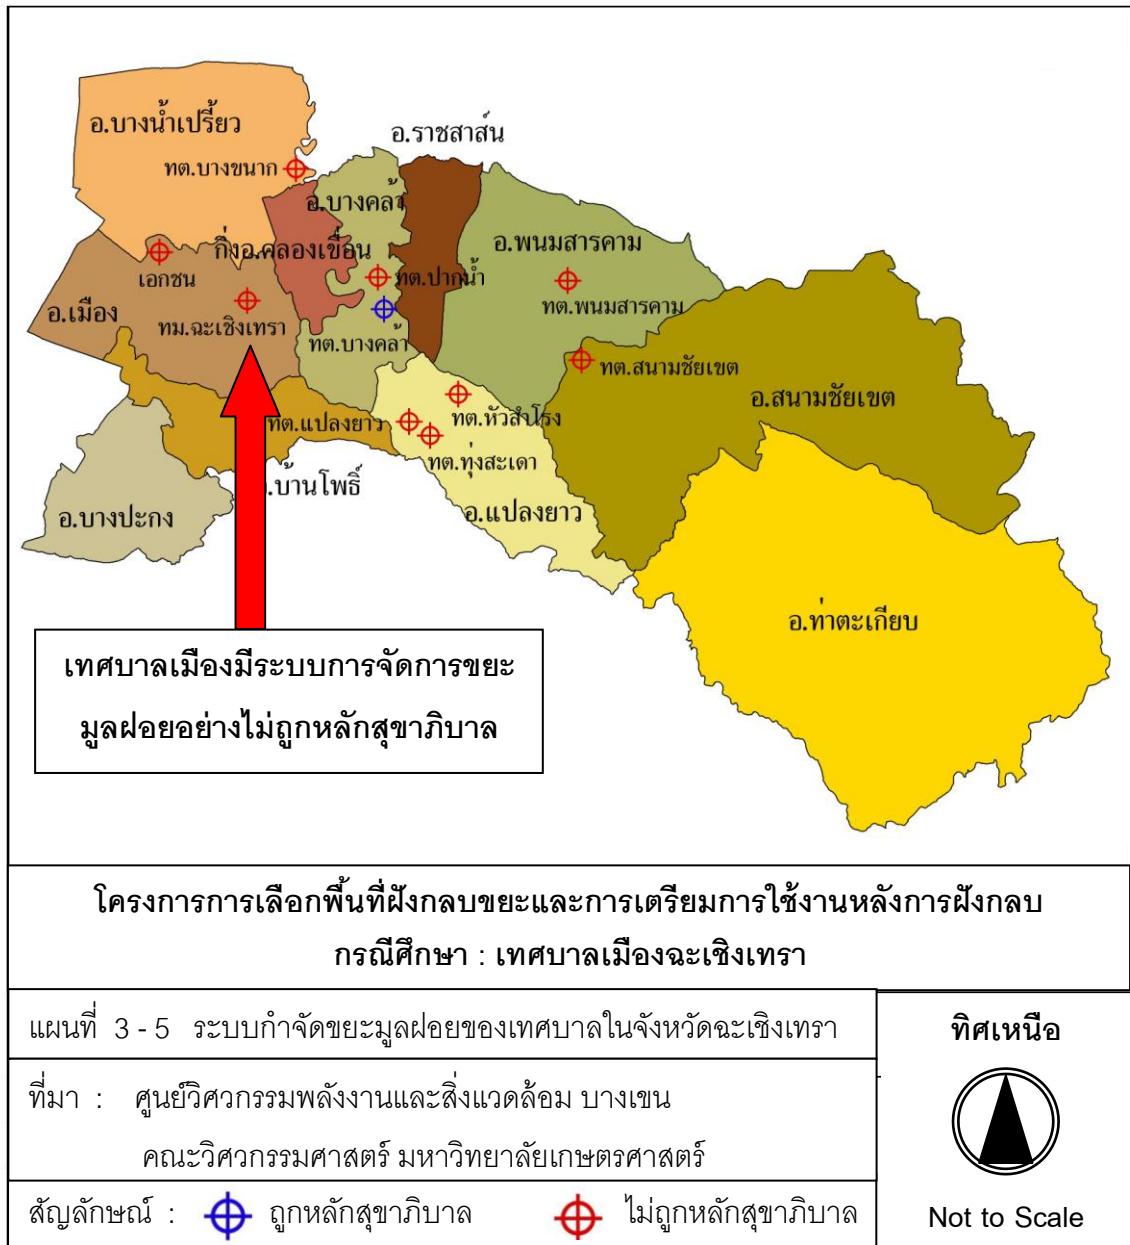 อ.บางน้ำเปรี้ยว
อ.ราชสาส์น
ทต.บางขนาก
อ.บางคล้า
กิ่งอ.คลองเขื่อน
อ.พนมสารคาม
เอกชน
ทต.ปากน้ำ
อ.เมือง
ทม.ฉะเชิงเทรา
ทต.พนมสารคาม
ทต.บางคล้า
ทต.สนามชัยเขต
อ.สนามชัยเขต
ทต.แปลงยาว
ทต.หัวสำโรง
ทต.ทุ่งสะเดา
.บ้านโพธิ์
อ.บางปะกง
อ.แปลงยาว
อ.ท่าตะเกียบ
เทศบาลเมืองมีระบบการจัดการขยะ
มูลฝอยอย่างไม่ถูกหลักสุขาภิบาล
โครงการการเลือกพื้นที่ฝังกลบขยะและการเตรียมการใช้งานหลังการฝังกลบ
กรณีศึกษา : เทศบาลเมืองฉะเชิงเทรา
แผนที่ 3 - 5 ระบบกำจัดขยะมูลฝอยของเทศบาลในจังหวัดฉะเชิงเทรา
ทิศเหนือ
ที่มา : ศูนย์วิศวกรรมพลังงานและสิ่งแวดล้อม บางเขน
คณะวิศวกรรมศาสตร์ มหาวิทยาลัยเกษตรศาสตร์
สัญลักษณ์ : ถูกหลักสุขาภิบาล ไม่ถูกหลักสุขาภิบาล
Not to Scale